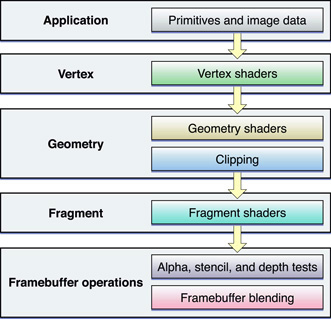 Application
Primitives and image data
Vertex
Vertex shaders
Geometry
Geometry shaders
Clipping
Fragment
Fragment shaders
Framebuffer operations
Alpha, stencil, and depth tests
Framebuffer blending